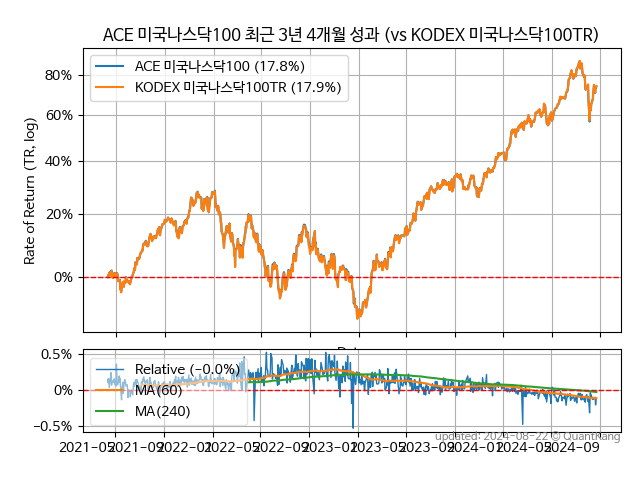 ACE 미국나스닥100 최근 3년 4개월 성과 (vs KODEX 미국나스닥100TR)
Rate of Return (TR, log)
80%
60%
40%
20%
0%
ACE 미국나스닥100 (17.8%)
KODEX 미국나스닥100TR (17.9%)
0.5%
0.0%
-0.5%
Relative (-0.0%)
MA(60)
MA(240)
2021-05 2021-09 2022-01 2022-05 2022-09 2023-01 2023-05 2023-09 2024-01 2024-05 2024-09
updated: 2024-08-22 © Quantrang